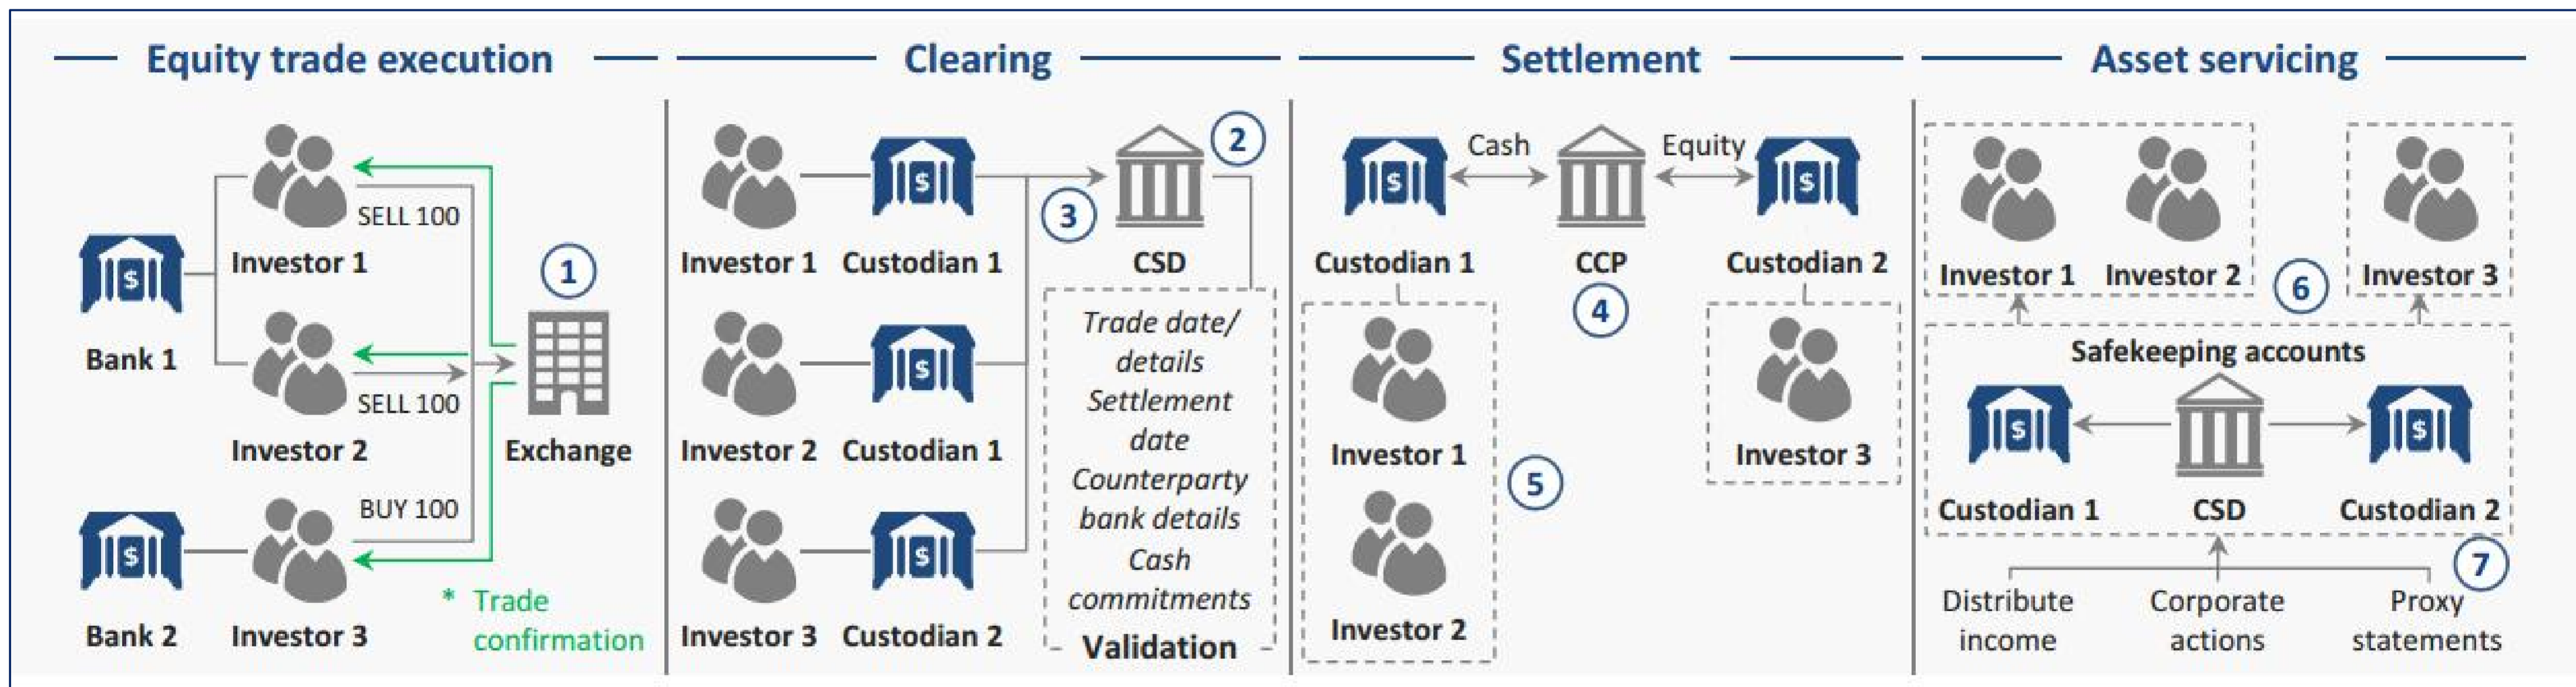 Equity trade execution
Clearing
Settlement
Asset servicing
SELL 100
Investor 1
1
Bank 1
SELL 100
Investor 2
Exchange
BUY 100
Bank 2
Investor 3
* Trade
confirmation
$
$
2
3
$
Investor 1
Custodian 1
CSD
$
Investor 2
Custodian 1
$
Investor 3
Custodian 2
Trade date/
details
Settlement
date
Counterparty
bank details
Cash
commitments
Validation
Cash
Equity
$
$
Custodian 1
CCP
Custodian 2
4
Investor 1
Investor 3
5
Investor 2
Investor 1
Investor 2
6
Investor 3
Safekeeping accounts
$
$
Custodian 1
CSD
Custodian 2
7
Distribute
income
Corporate
actions
Proxy
statements